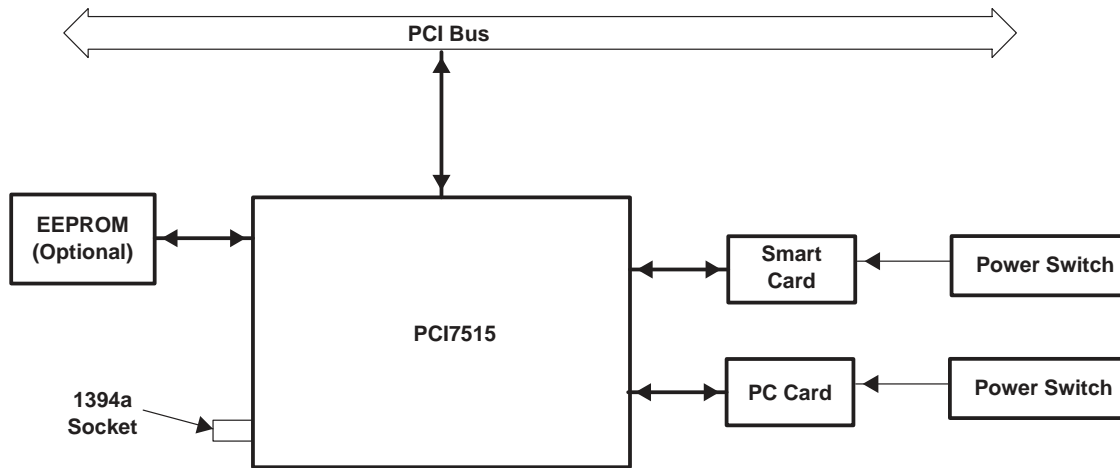 PCI Bus
EEPROM
(Optional)
Smart
Card
Power Switch
PCI7515
PC Card
Power Switch
1394a
Socket